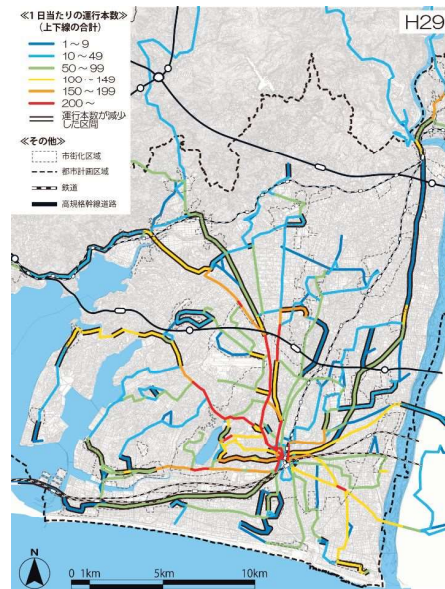 ≪1日当たりの運行本数≫
(上下線の合計)
H29
1～9
10～49
50～99
100～149
150～199
200～
運行本数が減少
した区間
≪その他≫
市街化区域
都市計画区域
鉄道
高規格幹線道路
N
0 1km 5km 10km